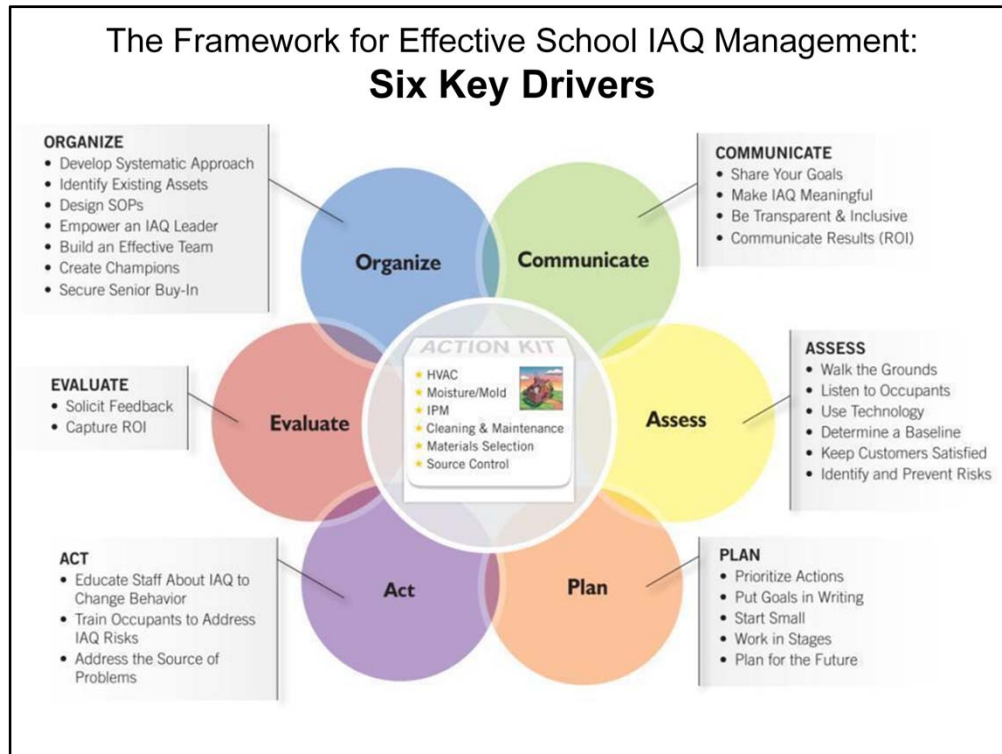 The Framework for Effective School IAQ Management:
Six Key Drivers
ORGANIZE
• Develop Systematic Approach
• Identify Existing Assets
• Design SOPs
• Empower an IAQ Leader
• Build an Effective Team
• Create Champions
• Secure Senior Buy-In
COMMUNICATE
• Share Your Goals
• Make IAQ Meaningful
• Be Transparent & Inclusive
• Communicate Results (ROI)
Organize
Communicate
EVALUATE
• Solicit Feedback
• Capture ROI
Evaluate
ACTION KIT
★ HVAC
★ Moisture/Mold
★ IPM
★ Cleaning & Maintenance
★ Materials Selection
★ Source Control
Assess
ASSESS
• Walk the Grounds
• Listen to Occupants
• Use Technology
• Determine a Baseline
• Keep Customers Satisfied
• Identify and Prevent Risks
ACT
• Educate Staff About IAQ to
Change Behavior
• Train Occupants to Address
IAQ Risks
• Address the Source of
Problems
Act
Plan
PLAN
• Prioritize Actions
• Put Goals in Writing
• Start Small
• Work in Stages
• Plan for the Future